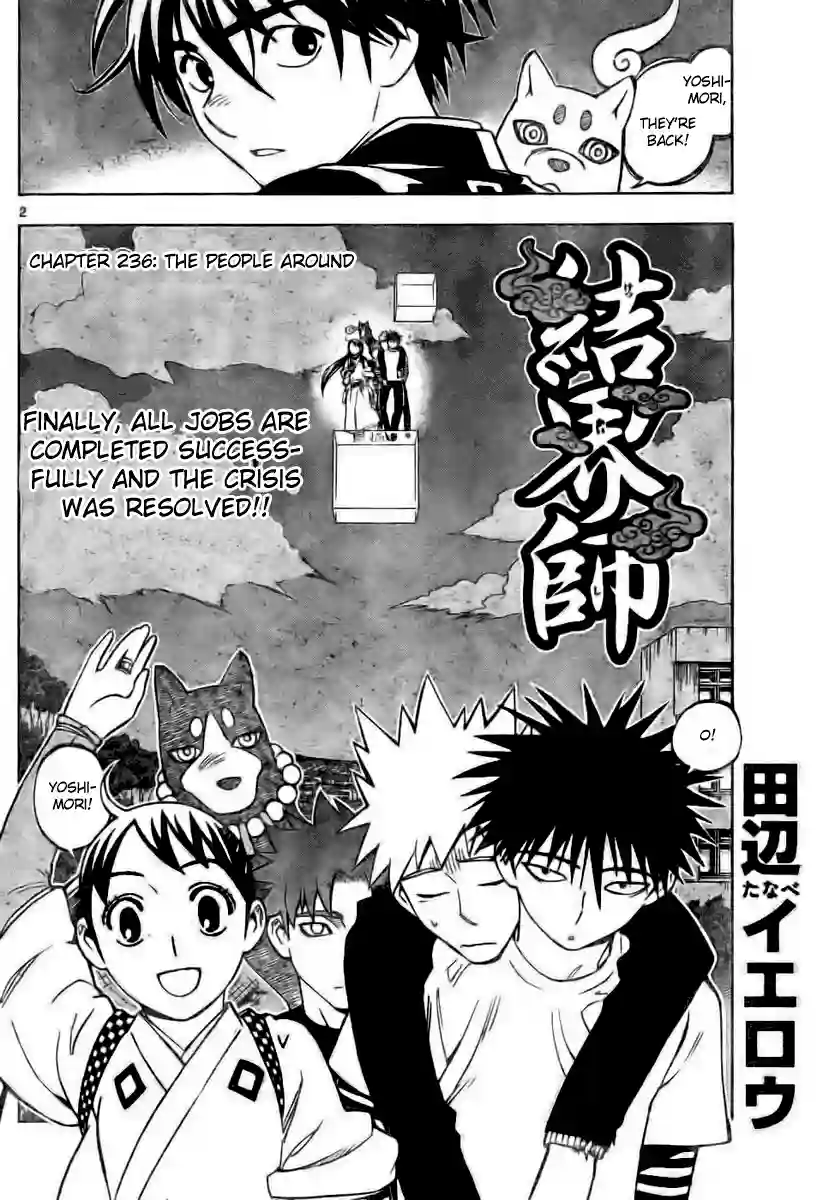 YOSHI-
MORI,
THEY'RE
BACK!
2
CHAPTER 236: THE PEOPLE AROUND
結界師
FINALLY, ALL JOBS ARE
COMPLETED SUCCESS-
FULLY AND THE CRISIS
WAS RESOLVED!!
O!
YOSHI-
MORI!
田辺イエロウ
たなべ